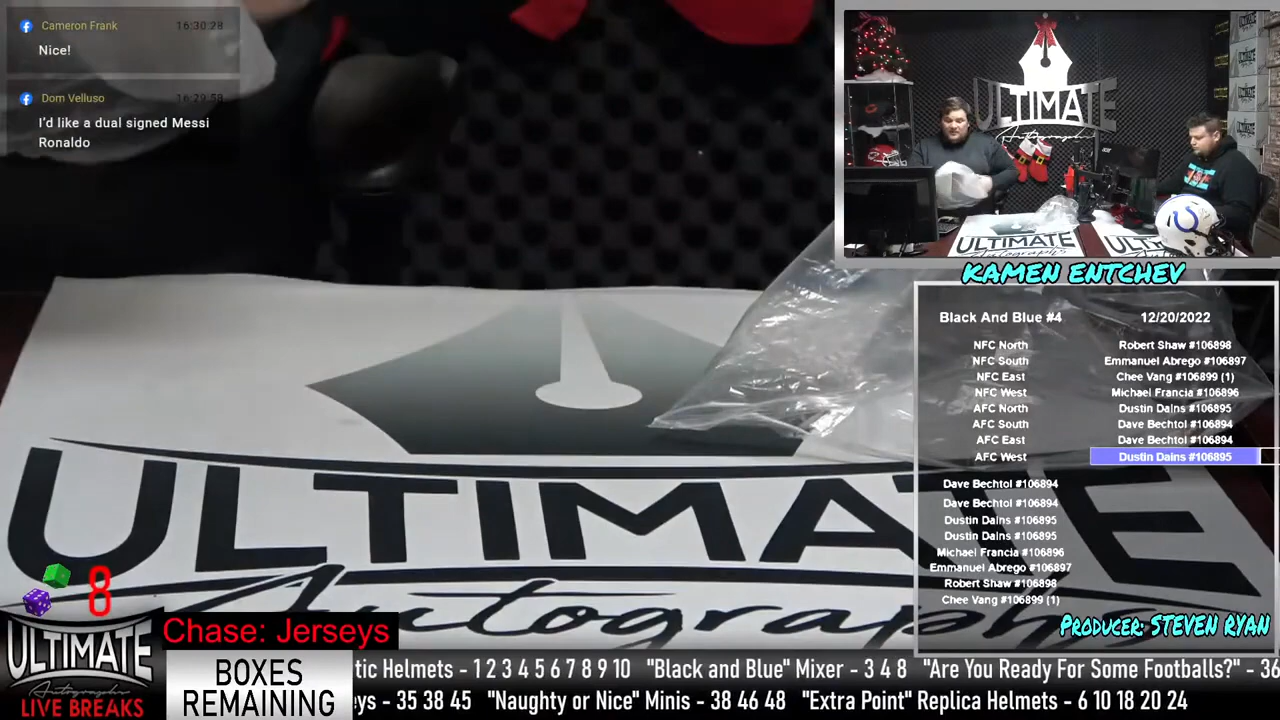 Cameron Frank 16:30:28
Nice!
Dom Velluso 16:29:58
I'd like a dual signed Messi
Ronaldo
ULTIMATE
Autographs
ULTIMATE
Autographs
KAMEN ENTCHEV
Black And Blue #4 12/20/2022
NFC North Robert Shaw #106898
NFC South Emmanuel Abrego #106897
NFC East Chee Vang #106899 (1)
NFC West Michael Francia #106896
AFC North Dustin Dains #106895
AFC South Dave Bechtol #106894
AFC East Dave Bechtol #106894
AFC West Dustin Dains #106895
Dave Bechtol #106894
Dave Bechtol #106894
Dustin Dains #106895
Dustin Dains #106895
Michael Francia #106896
Emmanuel Abrego #106897
Robert Shaw #106898
Chee Vang #106899 (1)
PRODUCER: STEVEN RYAN
ULTIMATE
Autographs
8
ULTIMATE
Autographs
LIVE BREAKS
Chase: Jerseys
BOXES
REMAINING
tic Helmets - 1 2 3 4 5 6 7 8 9 10 "Black and Blue" Mixer - 3 4 8 "Are You Ready For Some Footballs?" - 36
eys - 35 38 45 "Naughty or Nice" Minis - 38 46 48 "Extra Point" Replica Helmets - 6 10 18 20 24